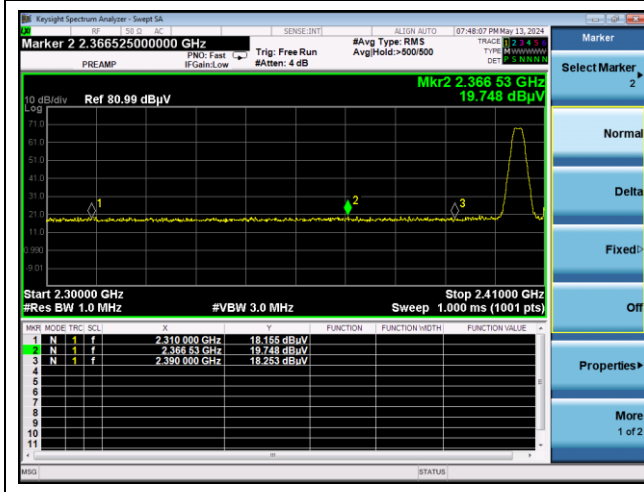 Keysight Spectrum Analyzer - Swept SA
RF 50 Ω AC SENSE:INT ALIGN AUTO 07:48:07 PM May 13, 2024
Marker 2 2.366525000000 GHz
PREAMP
PNO: Fast
IFGain:Low
Trig: Free Run
#Atten: 4 dB
#Avg Type: RMS
Avg|Hold:>500/500
TRACE 1 2 3 4 5 6
TYPE M WWWWW
DET P S N N N N
Mkr2 2.366 53 GHz
19.748 dBµV
10 dB/div Ref 80.99 dBµV
Log
71.0
61.0
51.0
41.0
31.0
21.0
11.0
0.990
-9.01
1
2
3
Start 2.30000 GHz Stop 2.41000 GHz
#Res BW 1.0 MHz #VBW 3.0 MHz Sweep 1.000 ms (1001 pts)
MKR MODE TRC SCL X Y FUNCTION FUNCTION WIDTH FUNCTION VALUE
1 N 1 f 2.310 000 GHz 18.155 dBµV
2 N 1 f 2.366 53 GHz 19.748 dBµV
3 N 1 f 2.390 000 GHz 18.253 dBµV
4
5
6
7
8
9
10
11
MSG STATUS
Marker
Select Marker
2
Normal
Delta
Fixed
Off
Properties
More
1 of 2